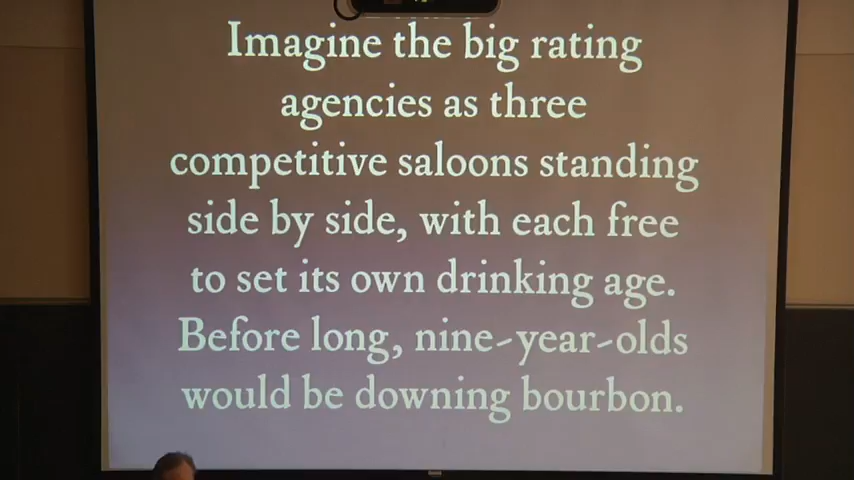 Imagine the big rating
agencies as three
competitive saloons standing
side by side, with each free
to set its own drinking age.
Before long, nine-year-olds
would be downing bourbon.